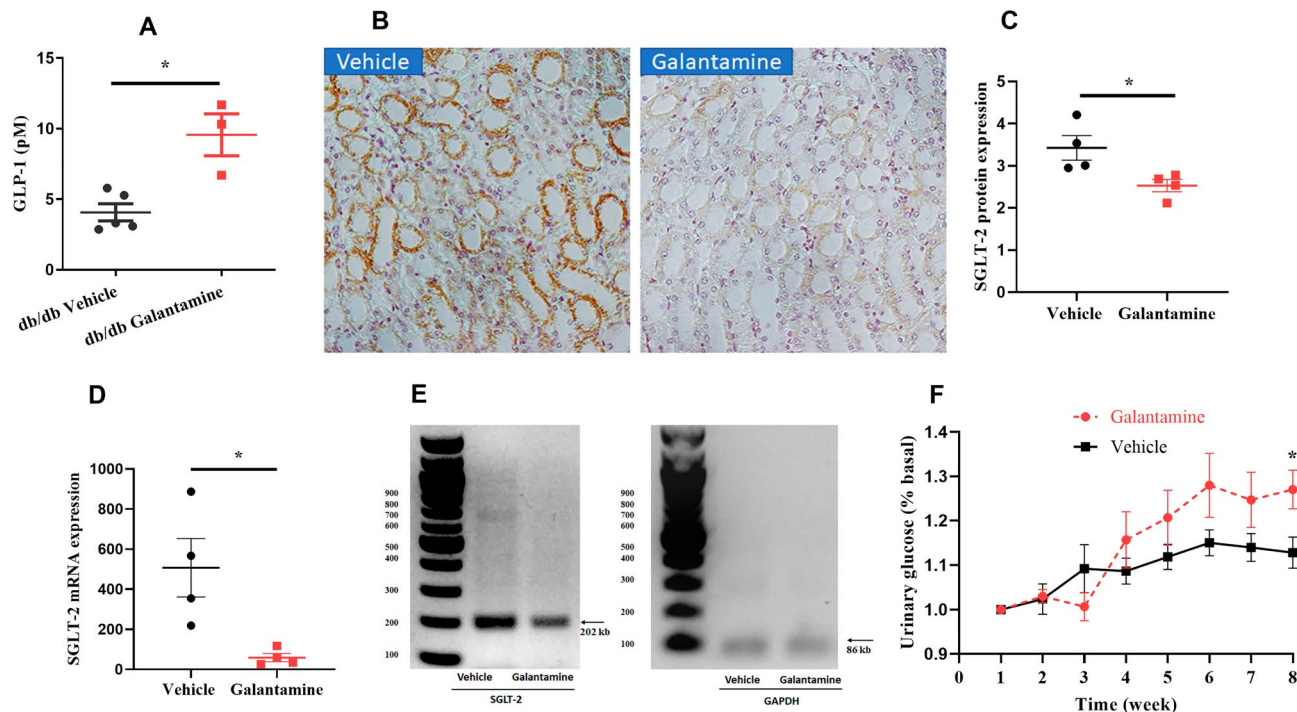 A
GLP-1 (pM)
15
10
5
0
*
db/db Vehicle
db/db Galantamine
B
Vehicle
Galantamine
C
SGLT-2 protein expression
5
4
3
2
1
0
*
Vehicle
Galantamine
D
SGLT-2 mRNA expression
1000
800
600
400
200
0
*
Vehicle
Galantamine
E
900
800
700
600
500
400
300
200
100
202 kb
Vehicle
Galantamine
SGLT-2
900
800
700
600
500
400
300
200
100
86 kb
Vehicle
Galantamine
GAPDH
F
Galantamine
Vehicle
Urinary glucose (% basal)
1.4
1.3
1.2
1.1
1.0
0.9
*
0 1 2 3 4 5 6 7 8
Time (week)